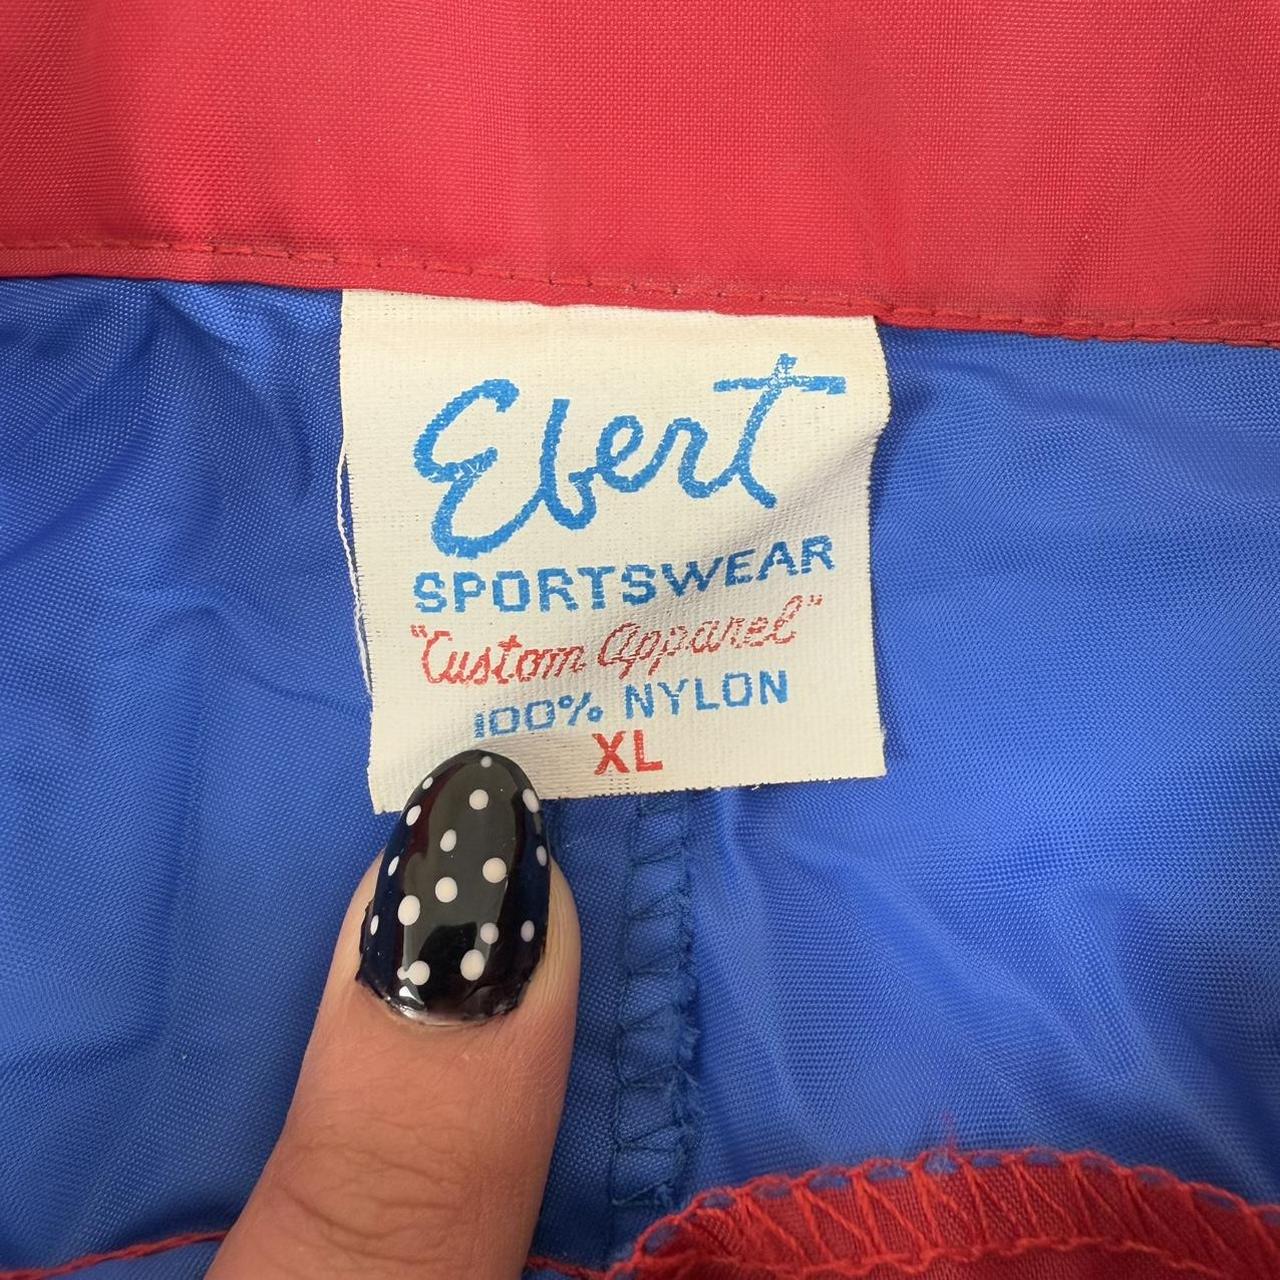 Ebert
SPORTSWEAR
"Custom Apparel"
100% NYLON
XL